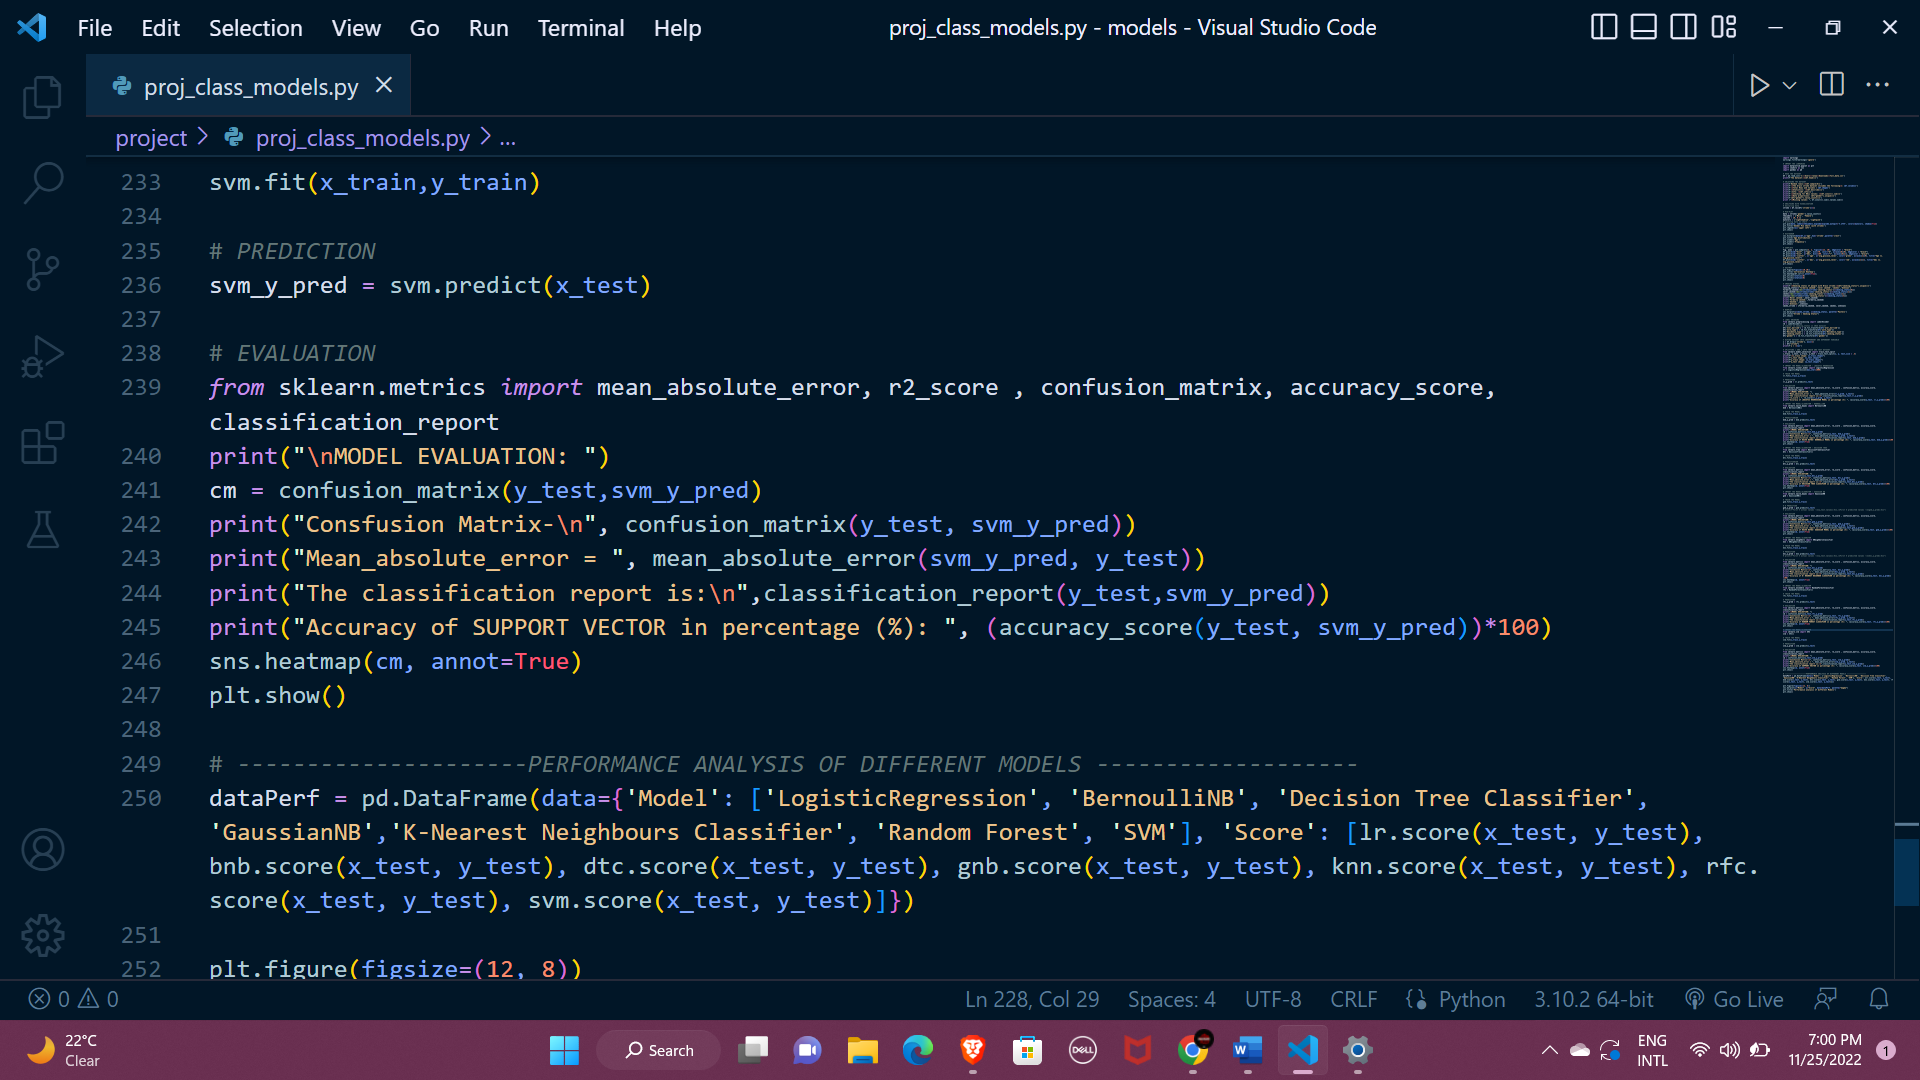 File Edit Selection View Go Run Terminal Help
proj_class_models.py - models - Visual Studio Code
proj_class_models.py
project > proj_class_models.py > ...
233 svm.fit(x_train,y_train)
234
235 # PREDICTION
236 svm_y_pred = svm.predict(x_test)
237
238 # EVALUATION
239 from sklearn.metrics import mean_absolute_error, r2_score , confusion_matrix, accuracy_score,
classification_report
240 print("\nMODEL EVALUATION: ")
241 cm = confusion_matrix(y_test,svm_y_pred)
242 print("Consfusion Matrix-\n", confusion_matrix(y_test, svm_y_pred))
243 print("Mean_absolute_error = ", mean_absolute_error(svm_y_pred, y_test))
244 print("The classification report is:\n",classification_report(y_test,svm_y_pred))
245 print("Accuracy of SUPPORT VECTOR in percentage (%): ", (accuracy_score(y_test, svm_y_pred))*100)
246 sns.heatmap(cm, annot=True)
247 plt.show()
248
249 # ---------------------PERFORMANCE ANALYSIS OF DIFFERENT MODELS -------------------
250 dataPerf = pd.DataFrame(data={'Model': ['LogisticRegression', 'BernoulliNB', 'Decision Tree Classifier',
'GaussianNB','K-Nearest Neighbours Classifier', 'Random Forest', 'SVM'], 'Score': [lr.score(x_test, y_test),
bnb.score(x_test, y_test), dtc.score(x_test, y_test), gnb.score(x_test, y_test), knn.score(x_test, y_test), rfc.
score(x_test, y_test), svm.score(x_test, y_test)]})
251
252 plt.figure(figsize=(12, 8))
0 0 Ln 228, Col 29 Spaces: 4 UTF-8 CRLF Python 3.10.2 64-bit Go Live
22°C
Clear
Search
DELL
W
ENG
INTL
7:00 PM
11/25/2022
1